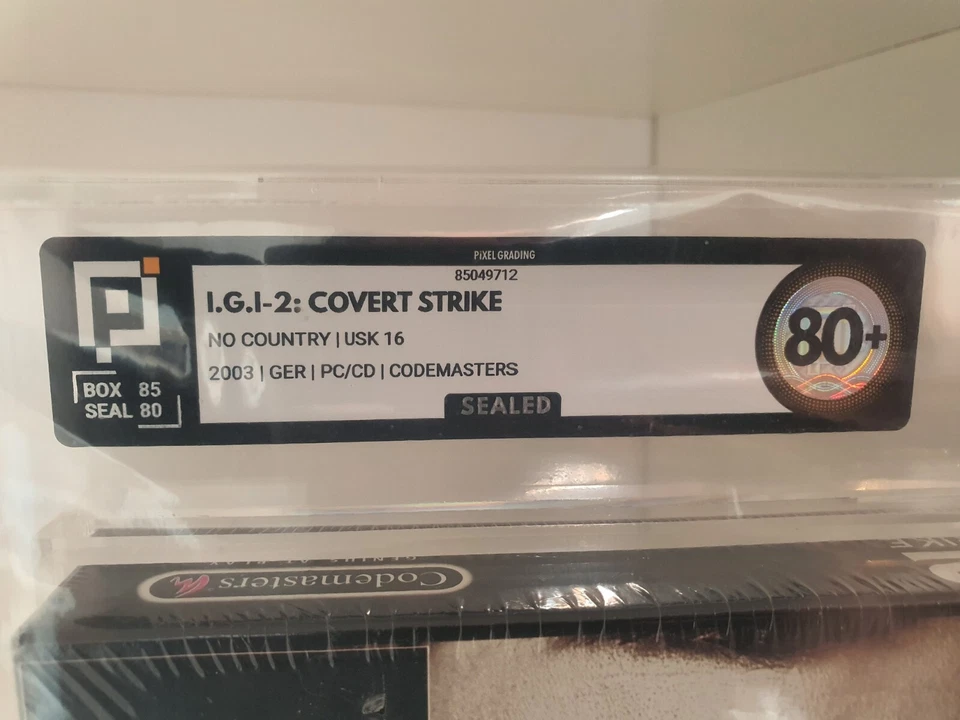 PiXEL GRADING
85049712
I.G.I-2: COVERT STRIKE
NO COUNTRY | USK 16
2003 | GER | PC/CD | CODEMASTERS
SEALED
BOX 85
SEAL 80
80+
Codemasters